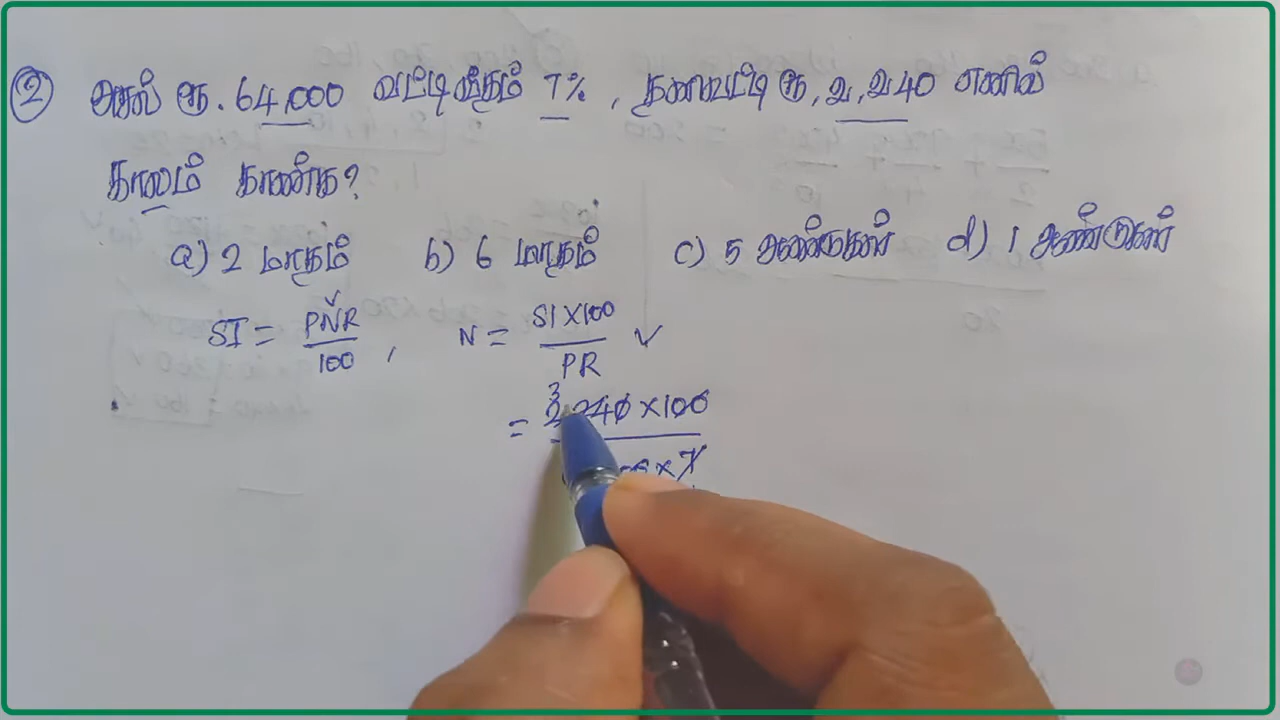 ② அசல் ரூ. 64,000 வட்டிவீதம் 7%, தனிவட்டி ரூ, 2,240 எனில்
காலம் காண்க?
a) 2 மாதம் b) 6 மாதம் c) 5 ஆண்டுகள் d) 1 ஆண்டுகள்
SI = PNR / 100 , N = SI × 100 / PR ✓
= 2240 × 100 / × 7
3